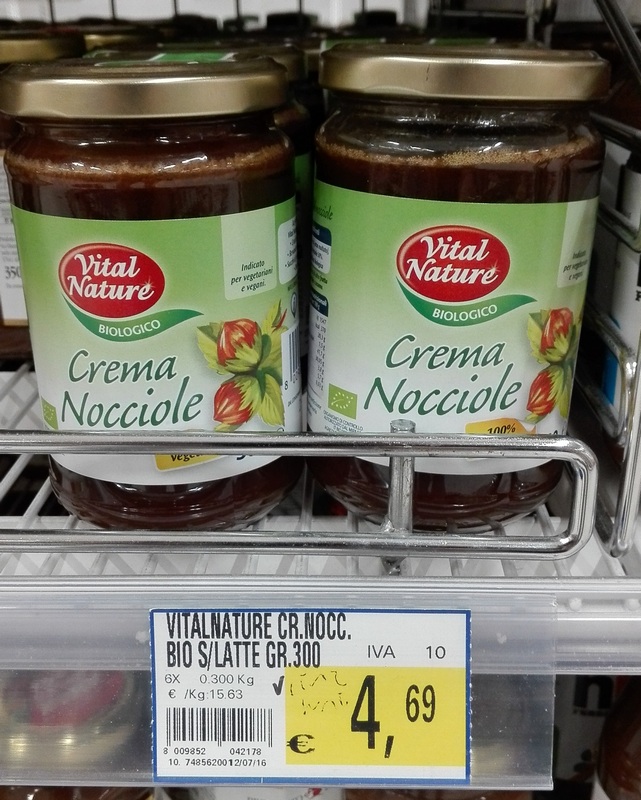 Vital
Nature
BIOLOGICO
Indicato
per vegetariani
e vegani.
Crema
Nocciole
Vital
Nature
BIOLOGICO
Crema
Nocciole
100%
VITALNATURE CR.NOCC.
BIO S/LATTE GR.300
IVA 10
6X 0.300 Kg
€ /Kg:15.63
€ 4,69
8 009852 042178
10. 7485620012/07/16